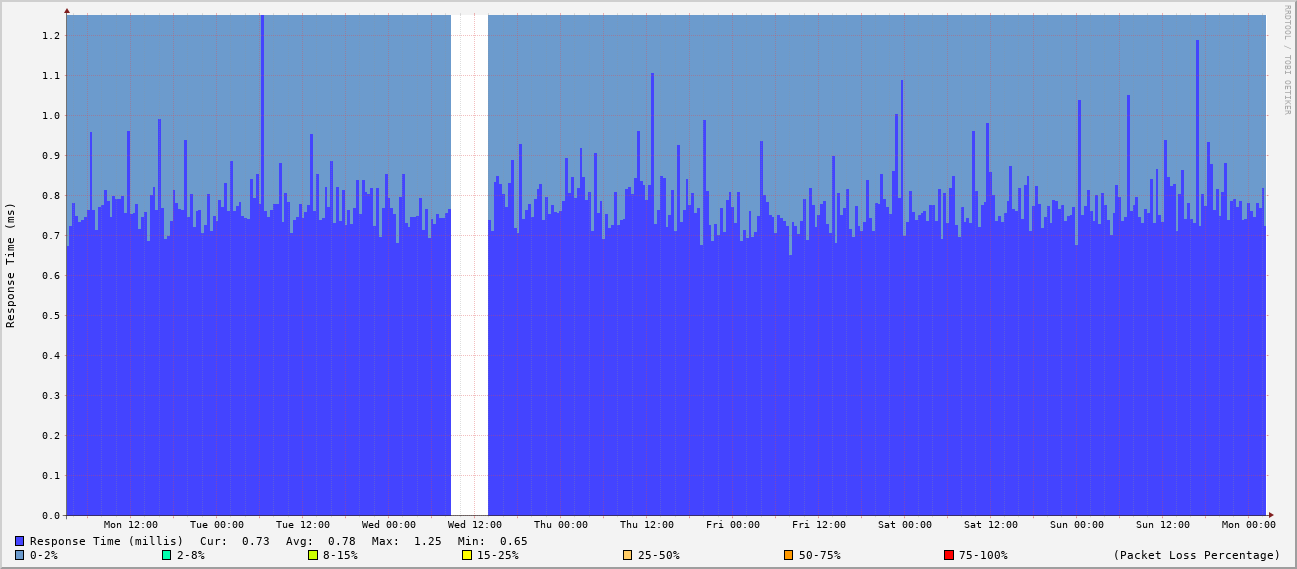 RRDTOOL / TOBI OETIKER
Response Time (ms)
1.2
1.1
1.0
0.9
0.8
0.7
0.6
0.5
0.4
0.3
0.2
0.1
0.0
Mon 12:00 Tue 00:00 Tue 12:00 Wed 00:00 Wed 12:00 Thu 00:00 Thu 12:00 Fri 00:00 Fri 12:00 Sat 00:00 Sat 12:00 Sun 00:00 Sun 12:00 Mon 00:00
Response Time (millis) Cur: 0.73 Avg: 0.78 Max: 1.25 Min: 0.65
0-2% 2-8% 8-15% 15-25% 25-50% 50-75% 75-100% (Packet Loss Percentage)